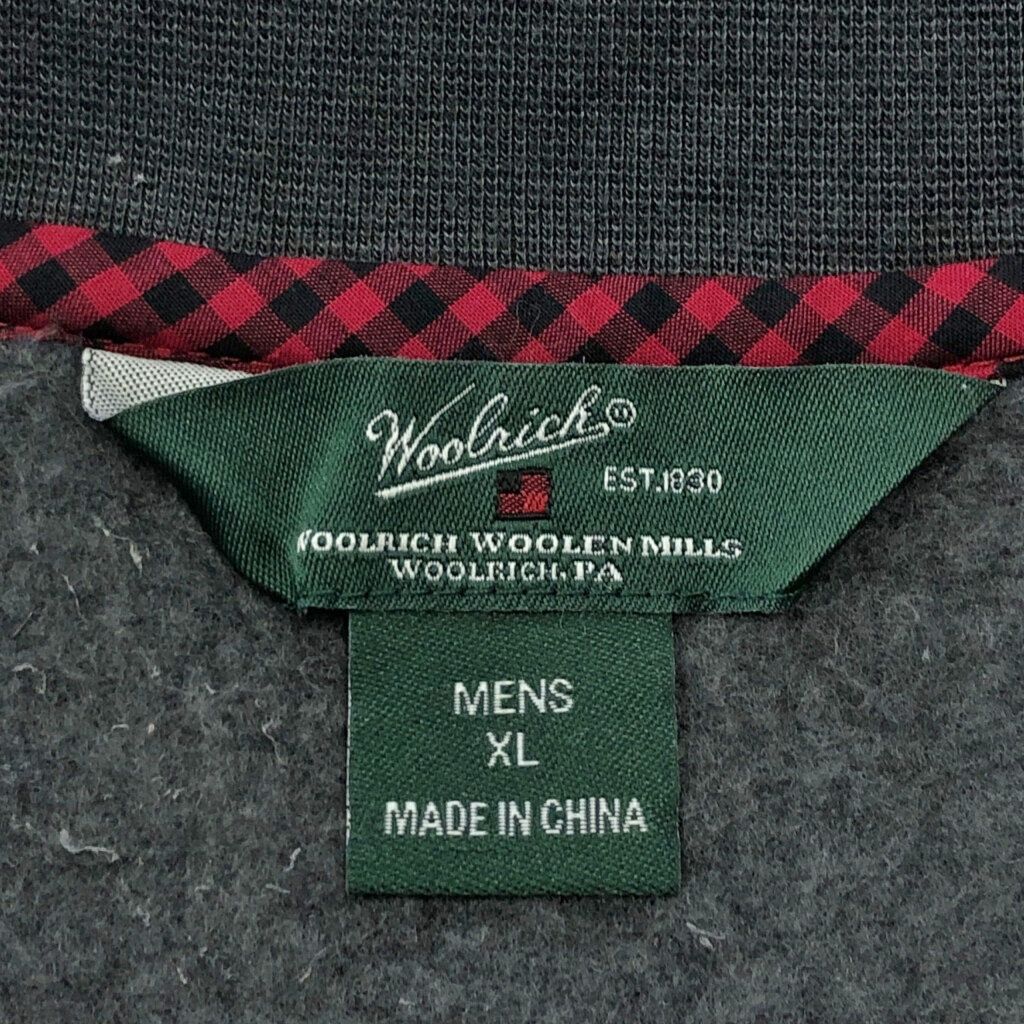 Woolrich®
EST.1830
WOOLRICH WOOLEN MILLS
WOOLRICH, PA
MENS
XL
MADE IN CHINA